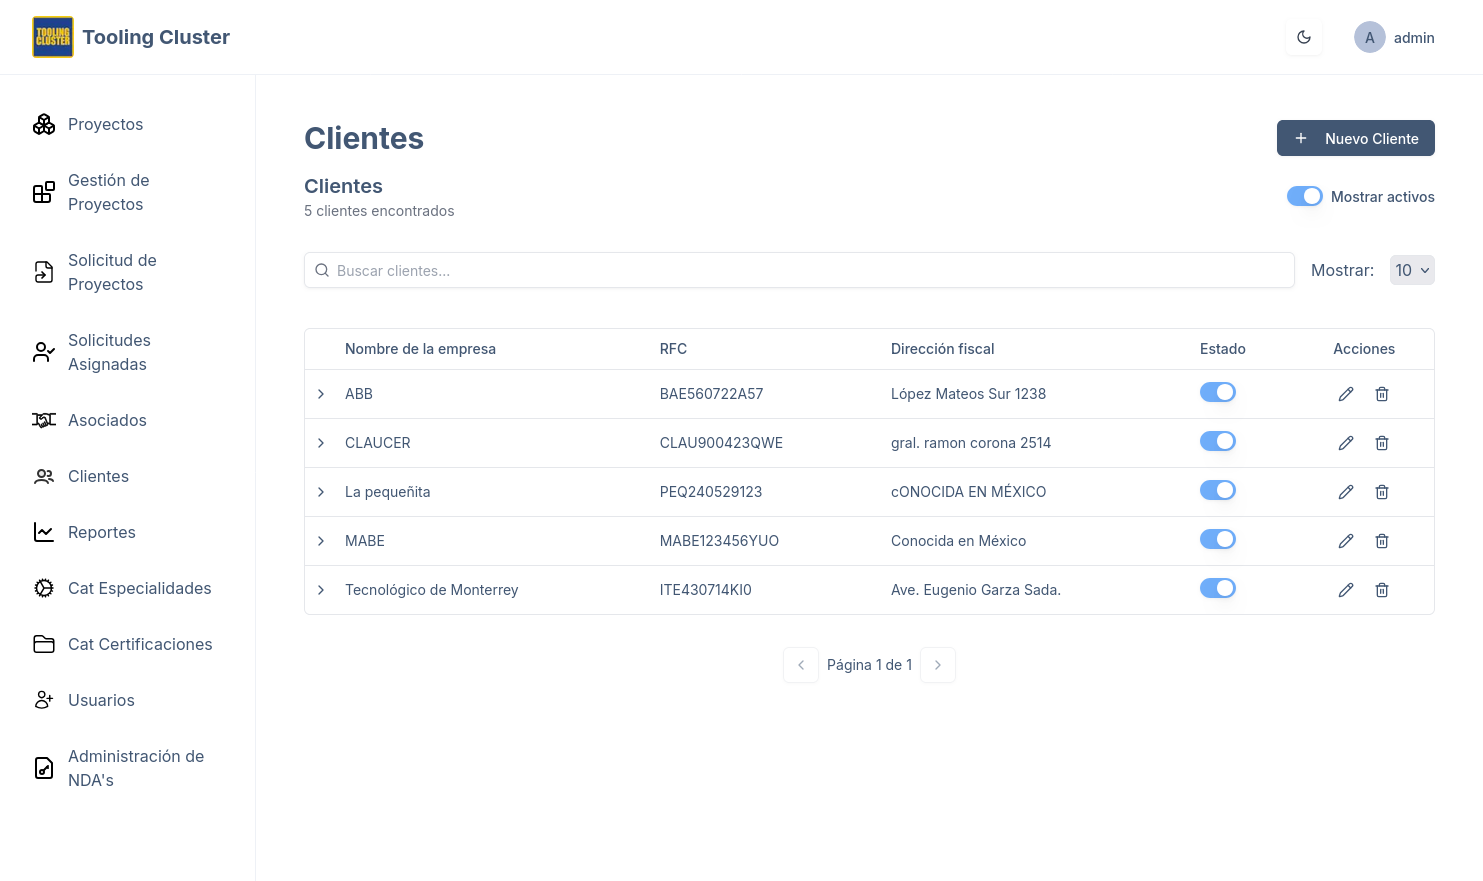 TOOLING
CLUSTER
Tooling Cluster
A
admin
Proyectos
Gestión de
Proyectos
Solicitud de
Proyectos
Solicitudes
Asignadas
Asociados
Clientes
Reportes
Cat Especialidades
Cat Certificaciones
Usuarios
Administración de
NDA's
Clientes
Nuevo Cliente
Clientes
5 clientes encontrados
Mostrar activos
Buscar clientes...
Mostrar: 10
Nombre de la empresa RFC Dirección fiscal Estado Acciones
ABB BAE560722A57 López Mateos Sur 1238
CLAUCER CLAU900423QWE gral. ramon corona 2514
La pequeñita PEQ240529123 cONOCIDA EN MÉXICO
MABE MABE123456YUO Conocida en México
Tecnológico de Monterrey ITE430714KI0 Ave. Eugenio Garza Sada.
Página 1 de 1